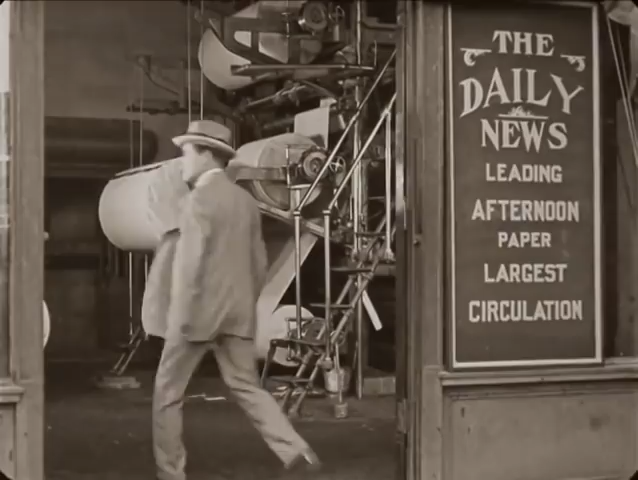 THE
DAILY
NEWS
LEADING
AFTERNOON
PAPER
LARGEST
CIRCULATION